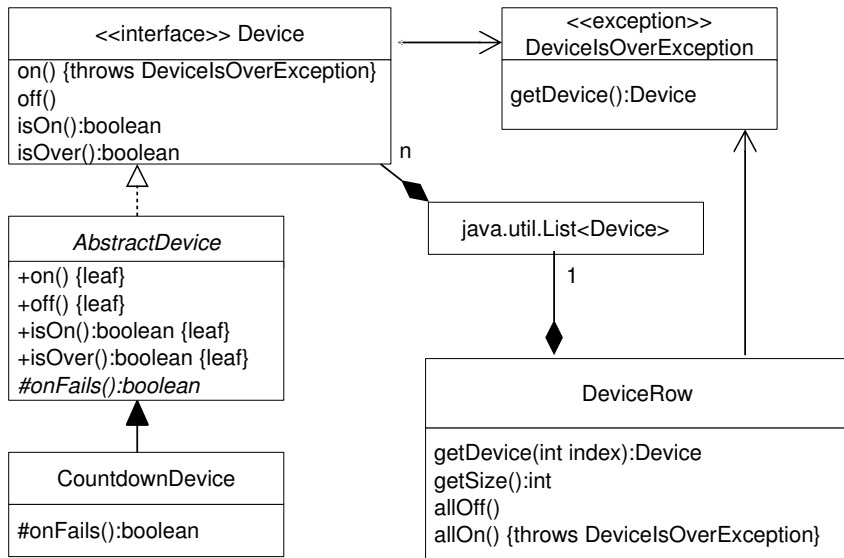 <<interface>> Device
on() {throws DeviceIsOverException}
off()
isOn():boolean
isOver():boolean
<<exception>>
DeviceIsOverException
getDevice():Device
n
java.util.List<Device>
1
AbstractDevice
+on() {leaf}
+off() {leaf}
+isOn():boolean {leaf}
+isOver():boolean {leaf}
#onFails():boolean
CountdownDevice
#onFails():boolean
DeviceRow
getDevice(int index):Device
getSize():int
allOff()
allOn() {throws DeviceIsOverException}